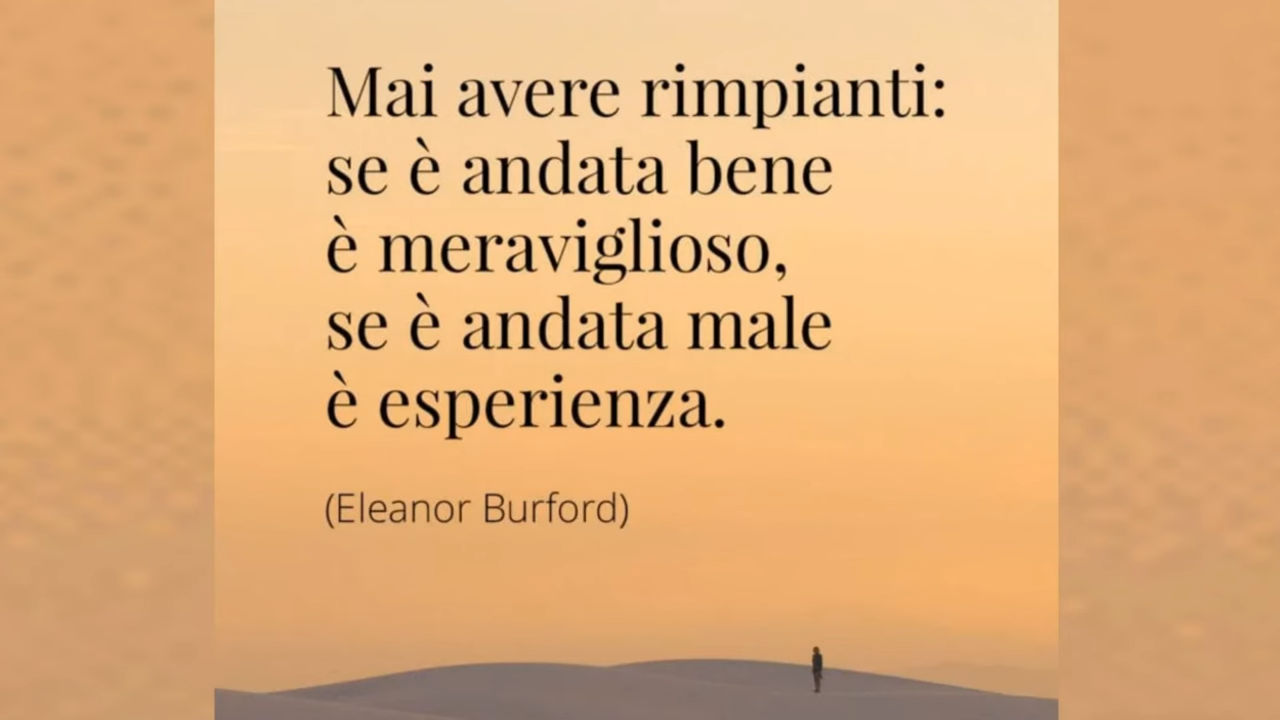 Mai avere rimpianti:
se è andata bene
è meraviglioso,
se è andata male
è esperienza.
(Eleanor Burford)